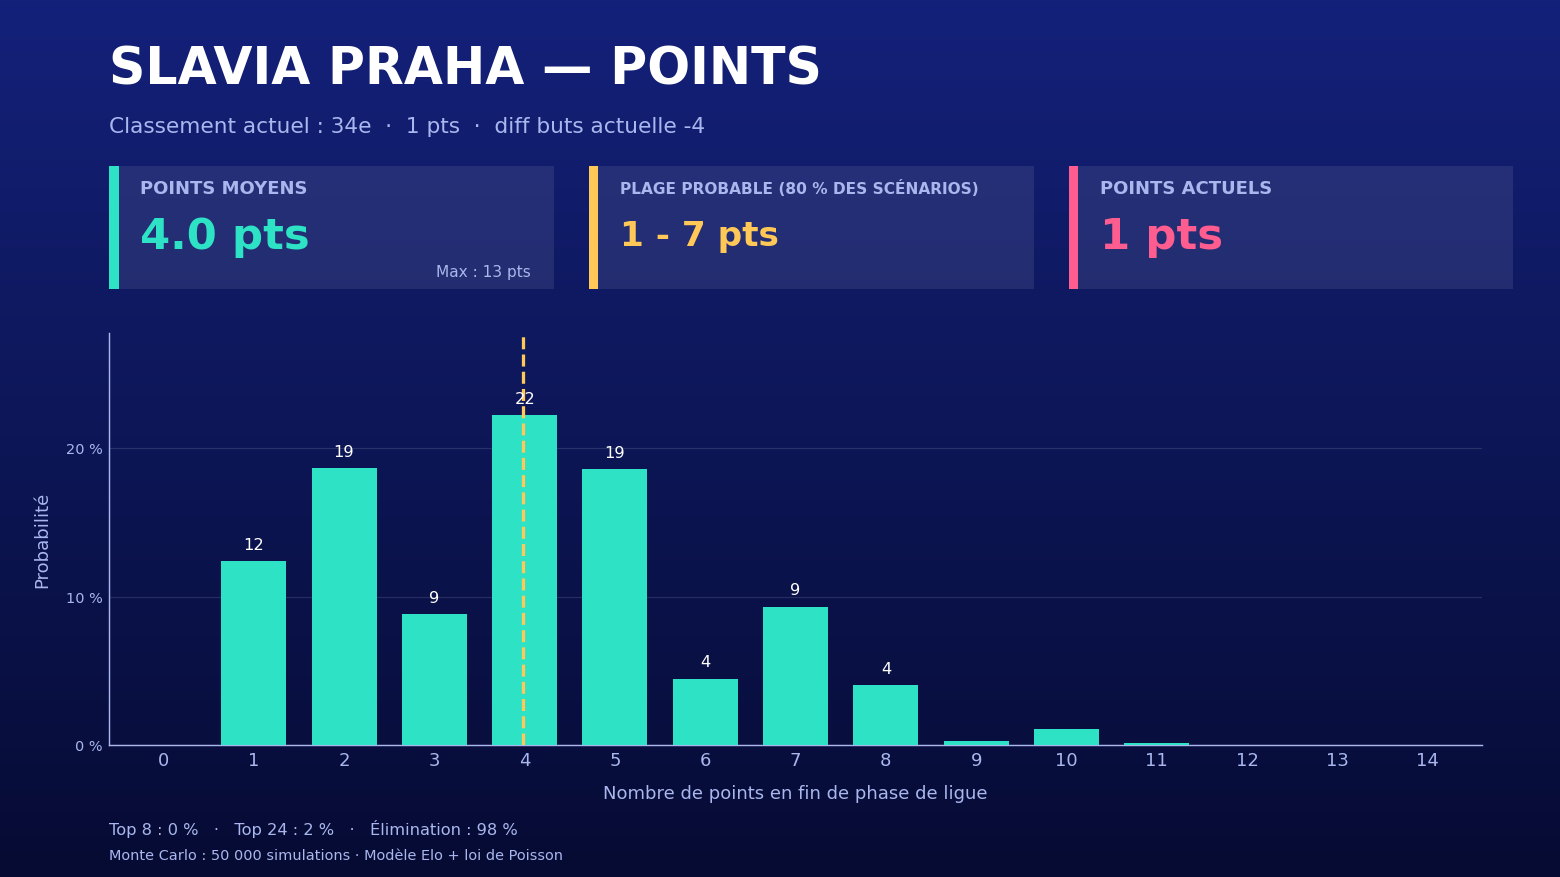 SLAVIA PRAHA — POINTS
Classement actuel : 34e · 1 pts · diff buts actuelle -4
POINTS MOYENS
4.0 pts
Max : 13 pts
PLAGE PROBABLE (80 % DES SCÉNARIOS)
1 - 7 pts
POINTS ACTUELS
1 pts
Probabilité
20 %
10 %
0 %
12
19
9
22
19
4
9
4
0 1 2 3 4 5 6 7 8 9 10 11 12 13 14
Nombre de points en fin de phase de ligue
Top 8 : 0 % · Top 24 : 2 % · Élimination : 98 %
Monte Carlo : 50 000 simulations · Modèle Elo + loi de Poisson